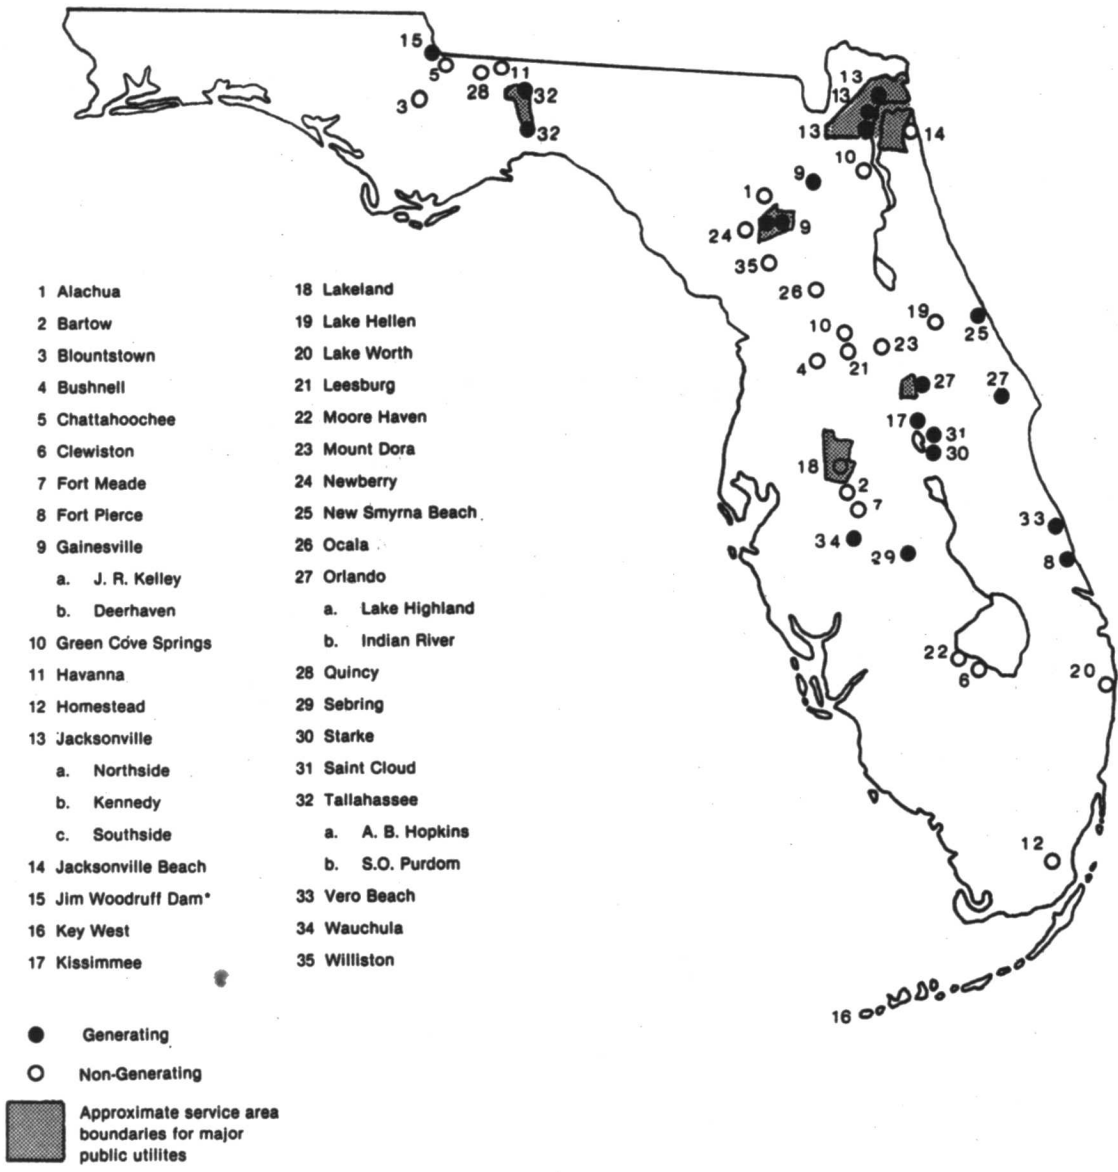 15
5
28
11
3
32
32
13
13
13
14
10
9
1
24
9
35
26
19
25
10
21
23
4
27
27
17
31
30
18
2
7
34
29
33
8
22
6
20
12
16
1 Alachua
2 Bartow
3 Blountstown
4 Bushnell
5 Chattahoochee
6 Clewiston
7 Fort Meade
8 Fort Pierce
9 Gainesville
a. J. R. Kelley
b. Deerhaven
10 Green Cove Springs
11 Havanna
12 Homestead
13 Jacksonville
a. Northside
b. Kennedy
c. Southside
14 Jacksonville Beach
15 Jim Woodruff Dam*
16 Key West
17 Kissimmee
18 Lakeland
19 Lake Hellen
20 Lake Worth
21 Leesburg
22 Moore Haven
23 Mount Dora
24 Newberry
25 New Smyrna Beach
26 Ocala
27 Orlando
a. Lake Highland
b. Indian River
28 Quincy
29 Sebring
30 Starke
31 Saint Cloud
32 Tallahassee
a. A. B. Hopkins
b. S.O. Purdom
33 Vero Beach
34 Wauchula
35 Williston
Generating
Non-Generating
Approximate service area
boundaries for major
public utilites